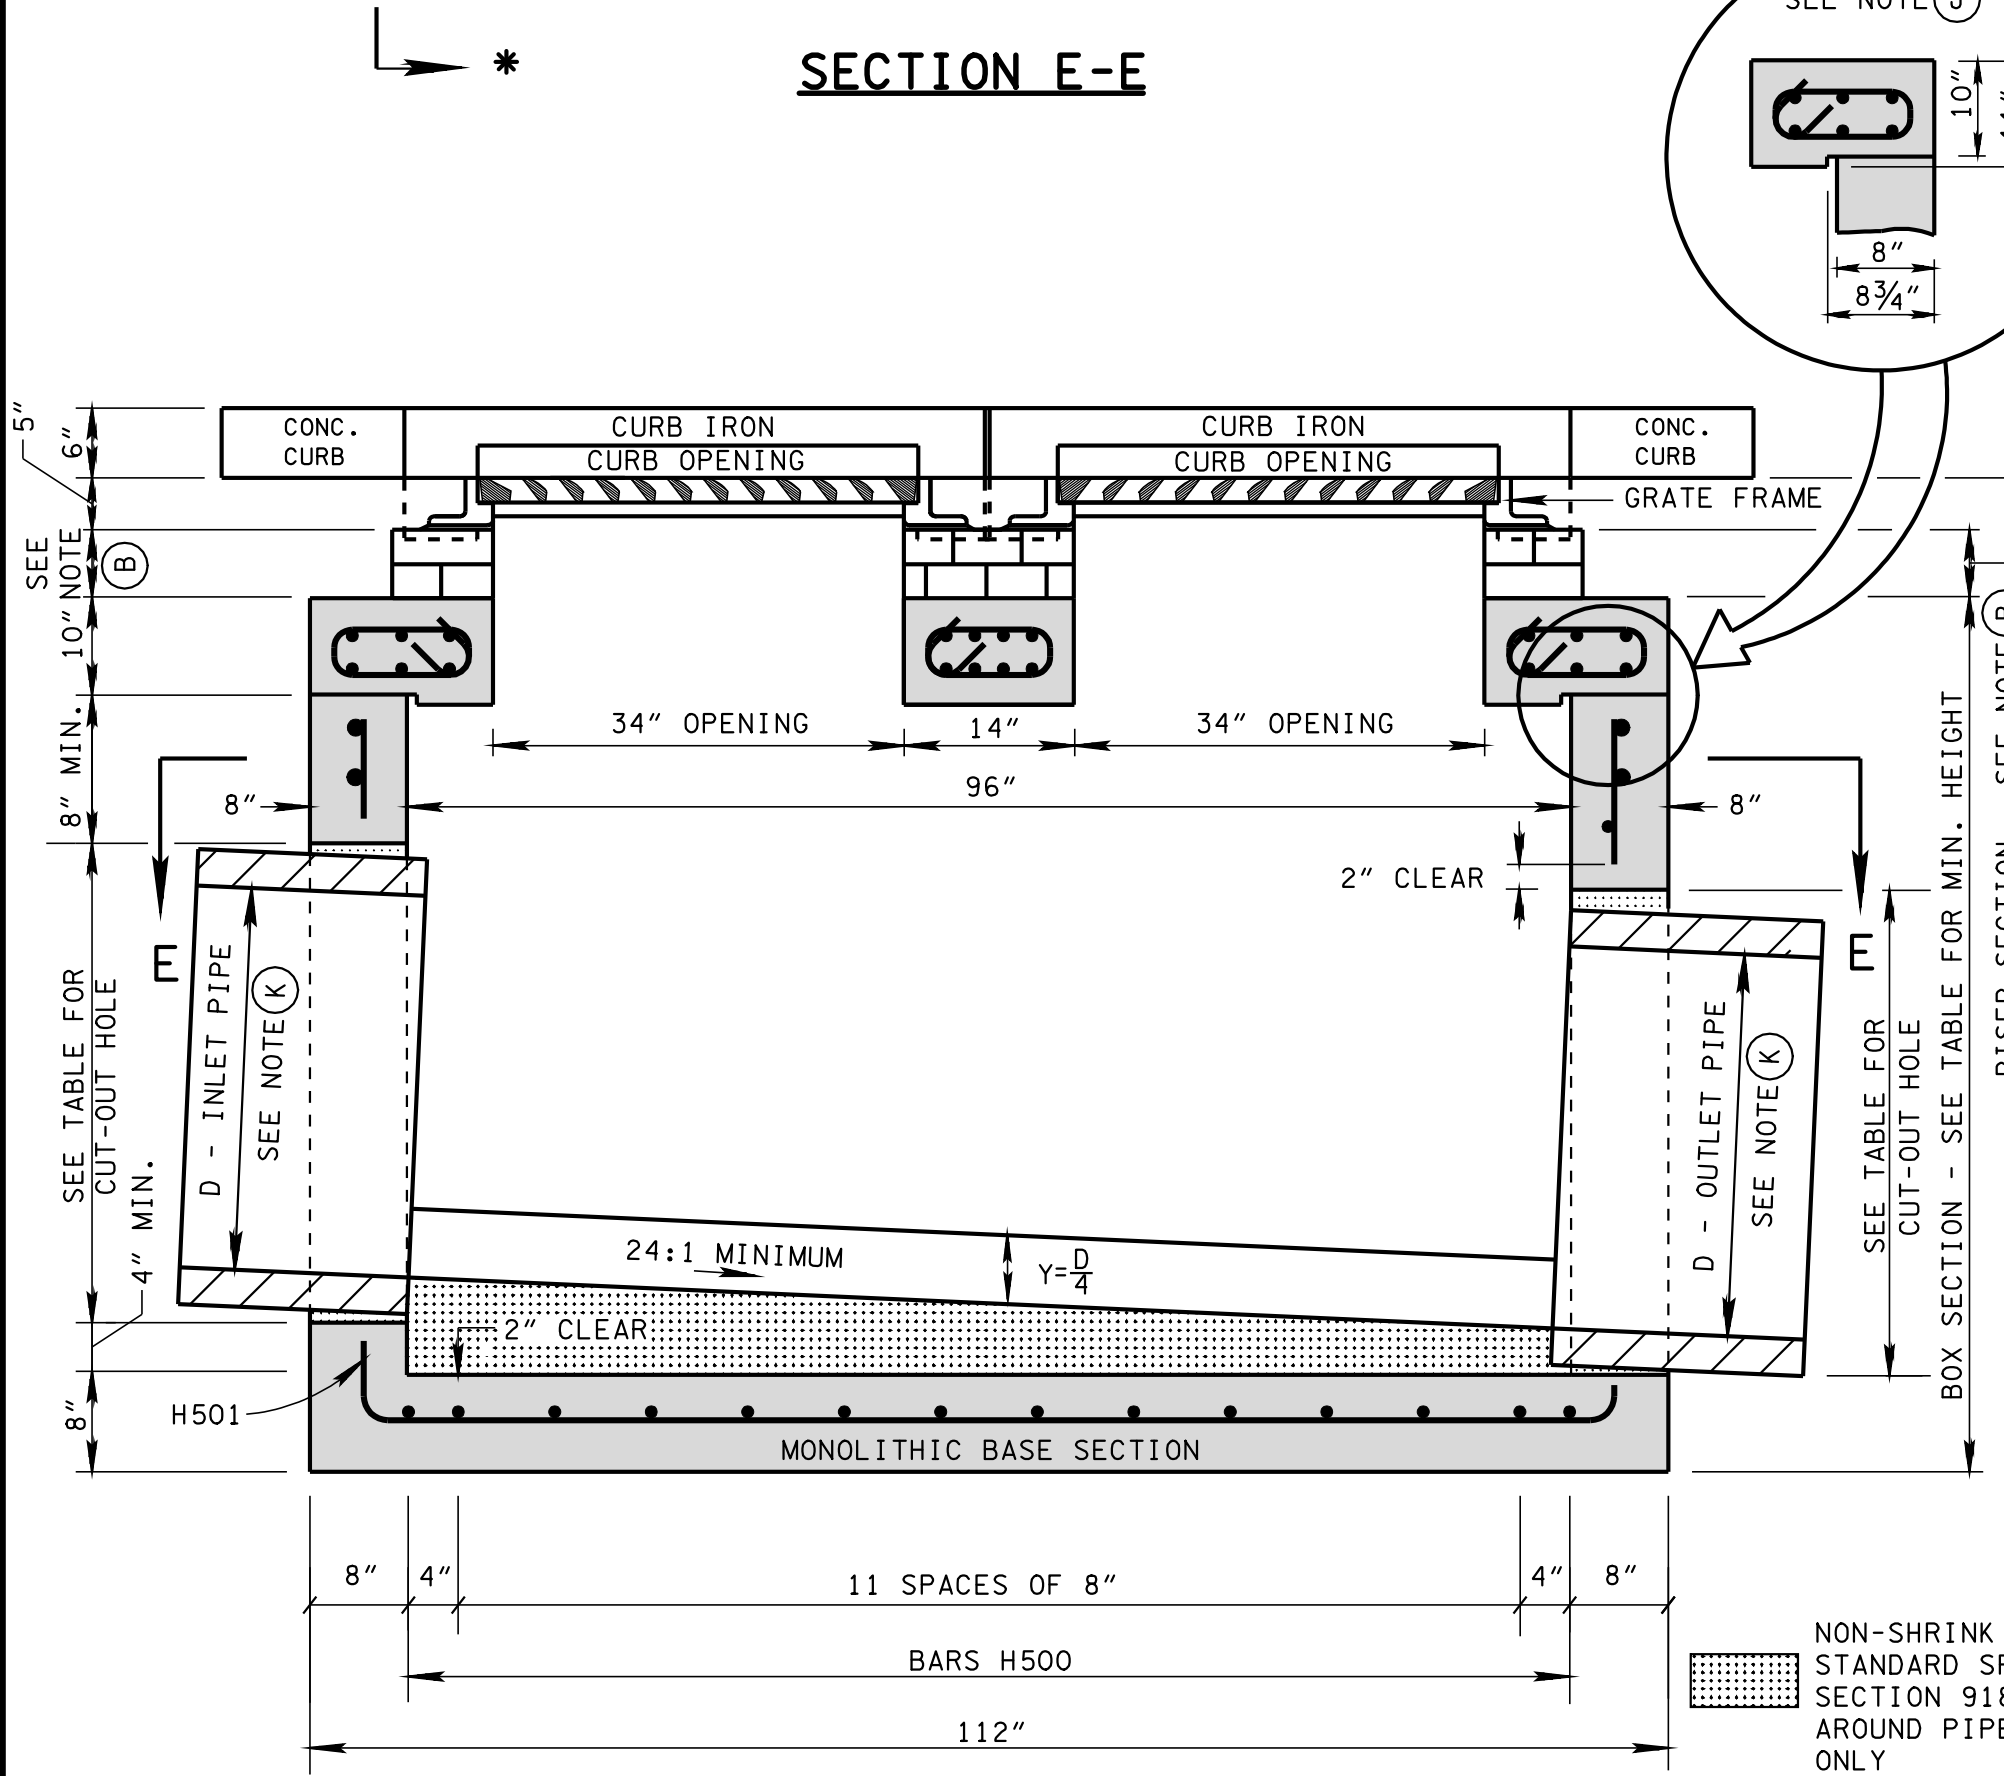 SEE NOTE J
*
SECTION E-E
10"
8"
8¾"
5"
6"
CONC.
CURB
CURB IRON
CURB OPENING
CURB IRON
CURB OPENING
CONC.
CURB
GRATE FRAME
SEE
NOTE
B
10"
8" MIN.
34" OPENING
14"
34" OPENING
96"
8"
8"
2" CLEAR
E
E
SEE TABLE FOR
CUT-OUT HOLE
4" MIN.
D - INLET PIPE
SEE NOTE K
D - OUTLET PIPE
SEE NOTE K
SEE TABLE FOR
CUT-OUT HOLE
BOX SECTION - SEE TABLE FOR MIN. HEIGHT
RISER SECTION SEE NOTE B
24:1 MINIMUM
Y=D/4
2" CLEAR
H501
8"
MONOLITHIC BASE SECTION
8"
4"
11 SPACES OF 8"
4"
8"
BARS H500
112"
NON-SHRINK
STANDARD
SECTION 918
AROUND PIPE
ONLY